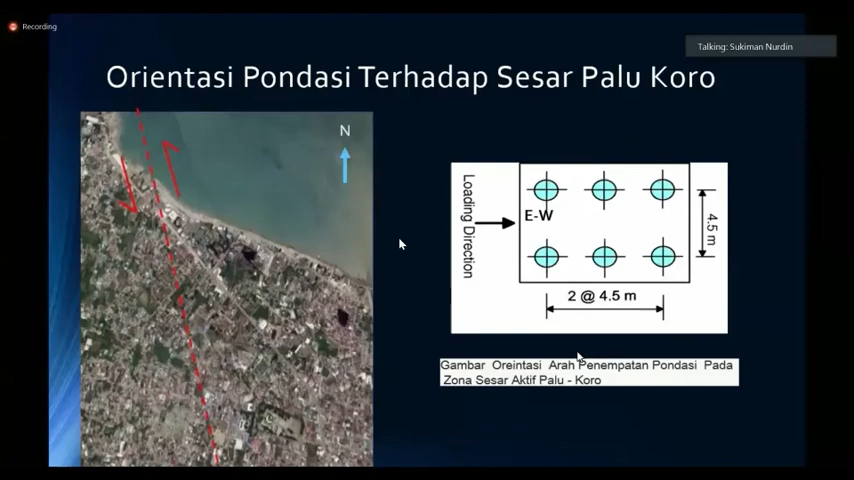 Recording
Talking: Sukiman Nurdin
Orientasi Pondasi Terhadap Sesar Palu Koro
N
Loading Direction
E-W
4.5 m
2 @ 4.5 m
Gambar Oreintasi Arah Penempatan Pondasi Pada
Zona Sesar Aktif Palu - Koro